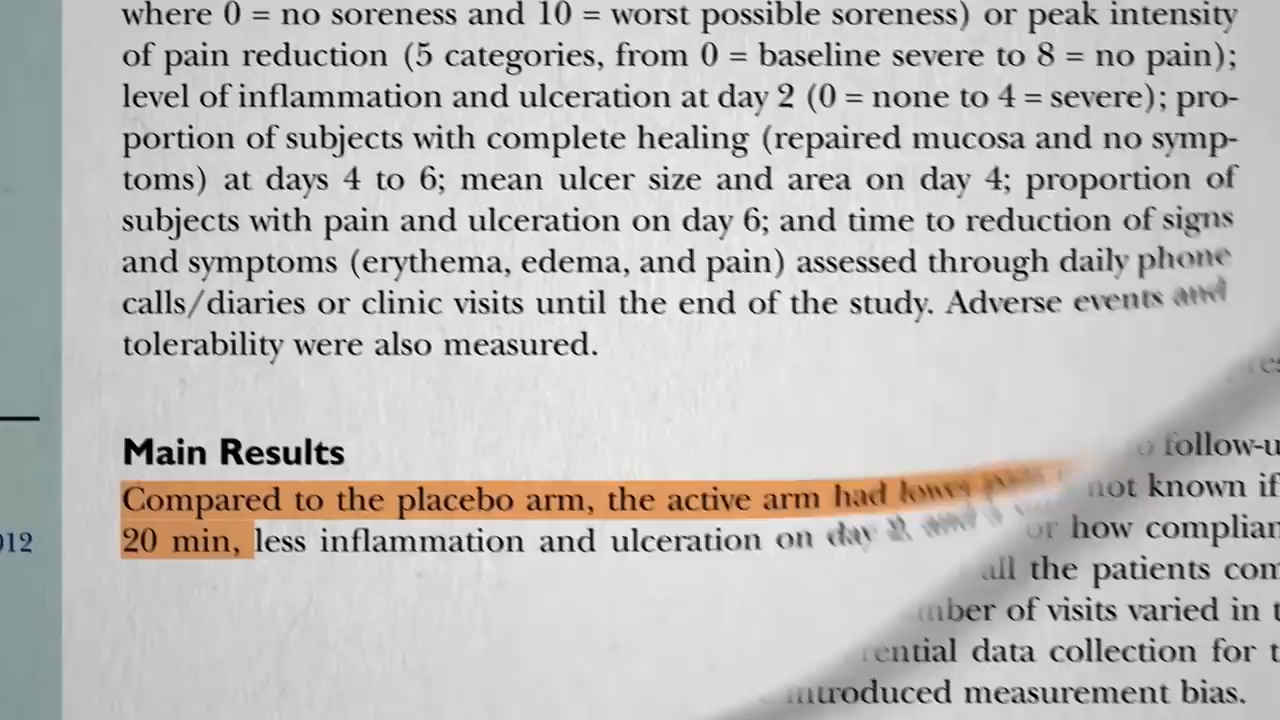 where 0 = no soreness and 10 = worst possible soreness) or peak intensity
of pain reduction (5 categories, from 0 = baseline severe to 8 = no pain);
level of inflammation and ulceration at day 2 (0 = none to 4 = severe); pro-
portion of subjects with complete healing (repaired mucosa and no symp-
toms) at days 4 to 6; mean ulcer size and area on day 4; proportion of
subjects with pain and ulceration on day 6; and time to reduction of signs
and symptoms (erythema, edema, and pain) assessed through daily phone
calls/diaries or clinic visits until the end of the study. Adverse events and
tolerability were also measured.
Main Results
Compared to the placebo arm, the active arm had lower
20 min, less inflammation and ulceration on day 2, and
012
follow-u
not known if
or how complian
all the patients com
mber of visits varied in t
rential data collection for t
introduced measurement bias.